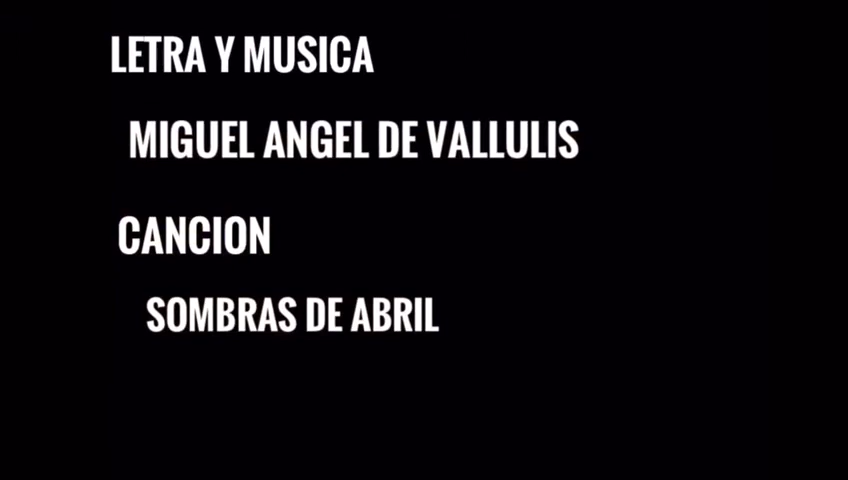 LETRA Y MUSICA
MIGUEL ANGEL DE VALLULIS
CANCION
SOMBRAS DE ABRIL